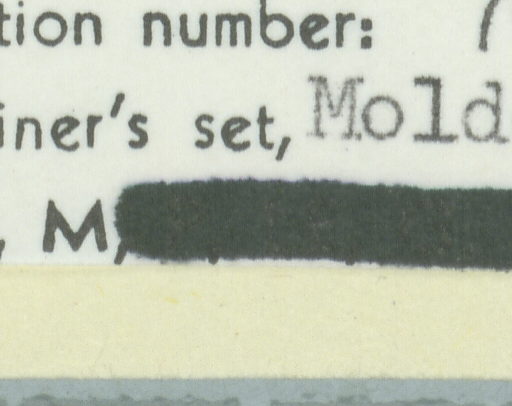 tion number:
iner's set, Mold
, M,